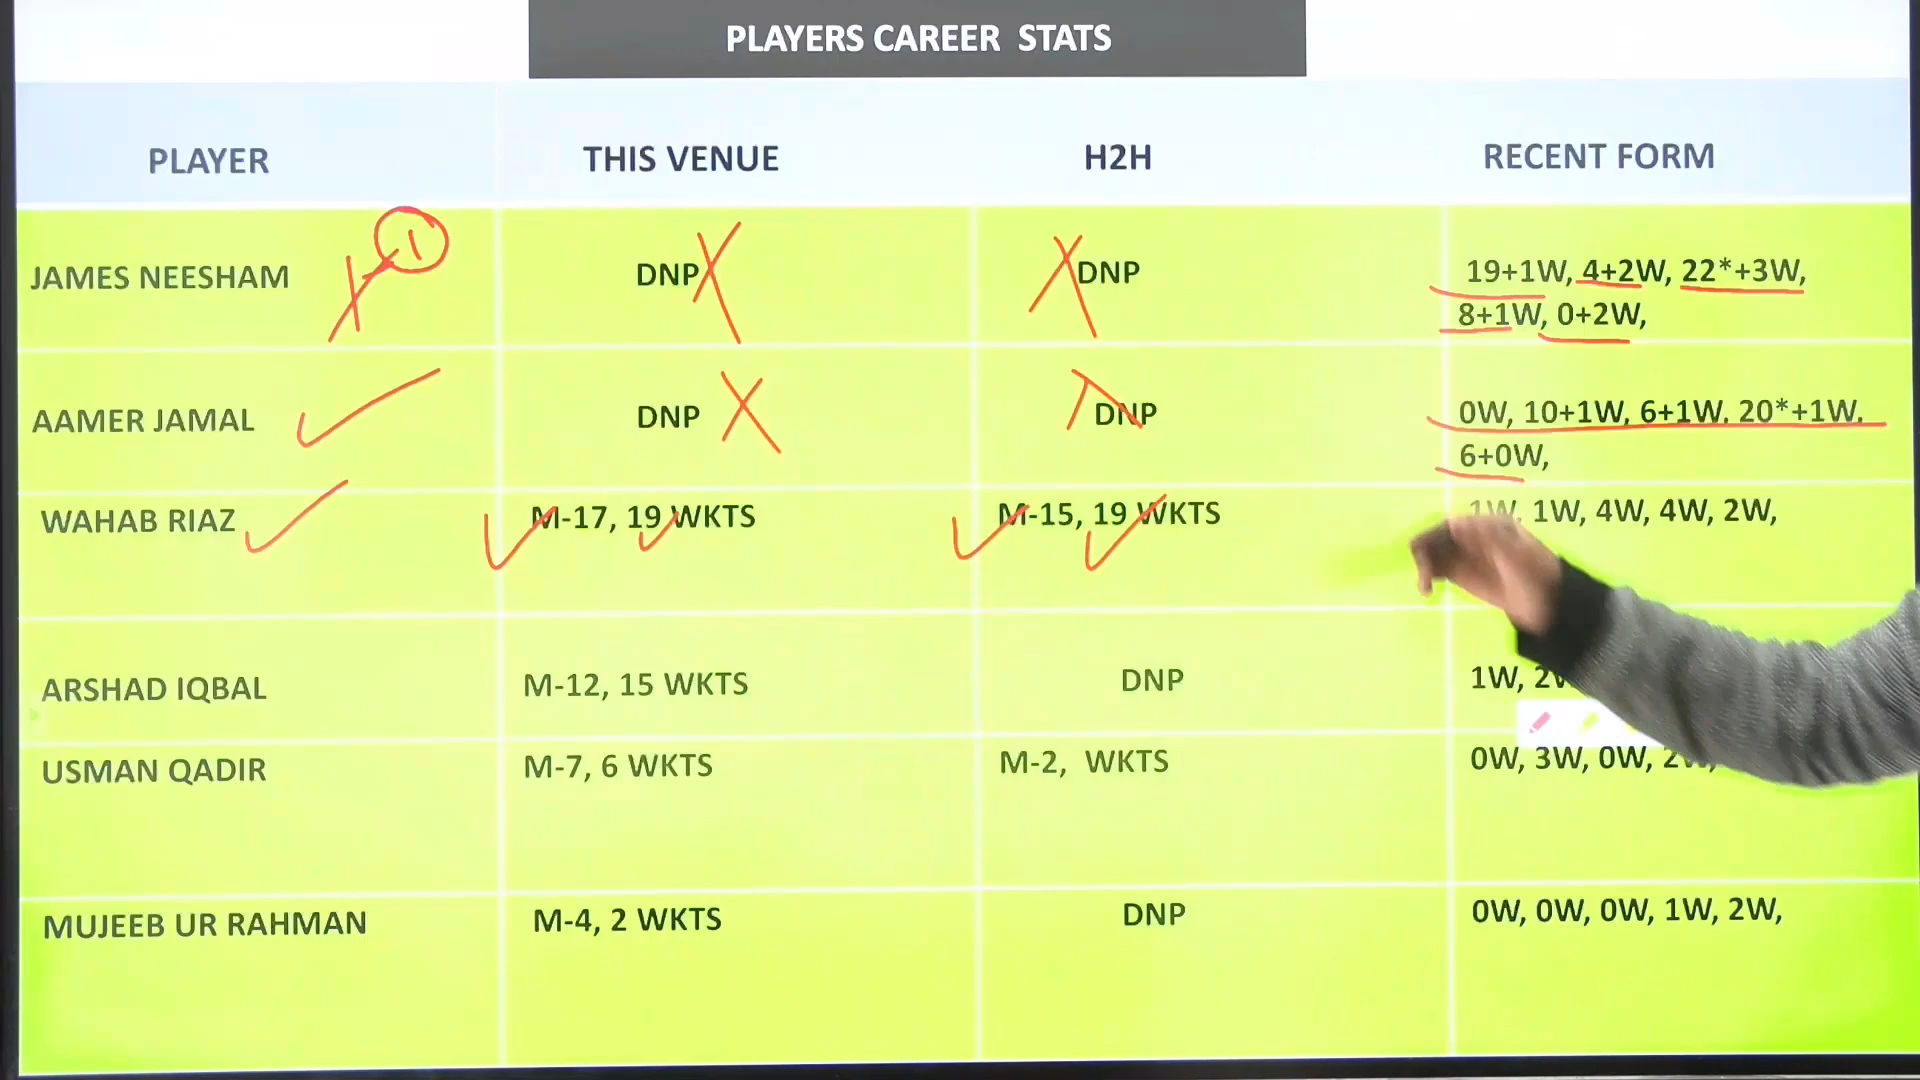 PLAYERS CAREER STATS
PLAYER THIS VENUE H2H RECENT FORM
JAMES NEESHAM 1 DNP DNP 19+1W, 4+2W, 22*+3W,
8+1W, 0+2W,
AAMER JAMAL DNP DNP 0W, 10+1W, 6+1W, 20*+1W,
6+0W,
WAHAB RIAZ M-17, 19 WKTS M-15, 19 WKTS 1W, 1W, 4W, 4W, 2W,
ARSHAD IQBAL M-12, 15 WKTS DNP 1W,
USMAN QADIR M-7, 6 WKTS M-2, WKTS 0W, 3W, 0W,
MUJEEB UR RAHMAN M-4, 2 WKTS DNP 0W, 0W, 0W, 1W, 2W,